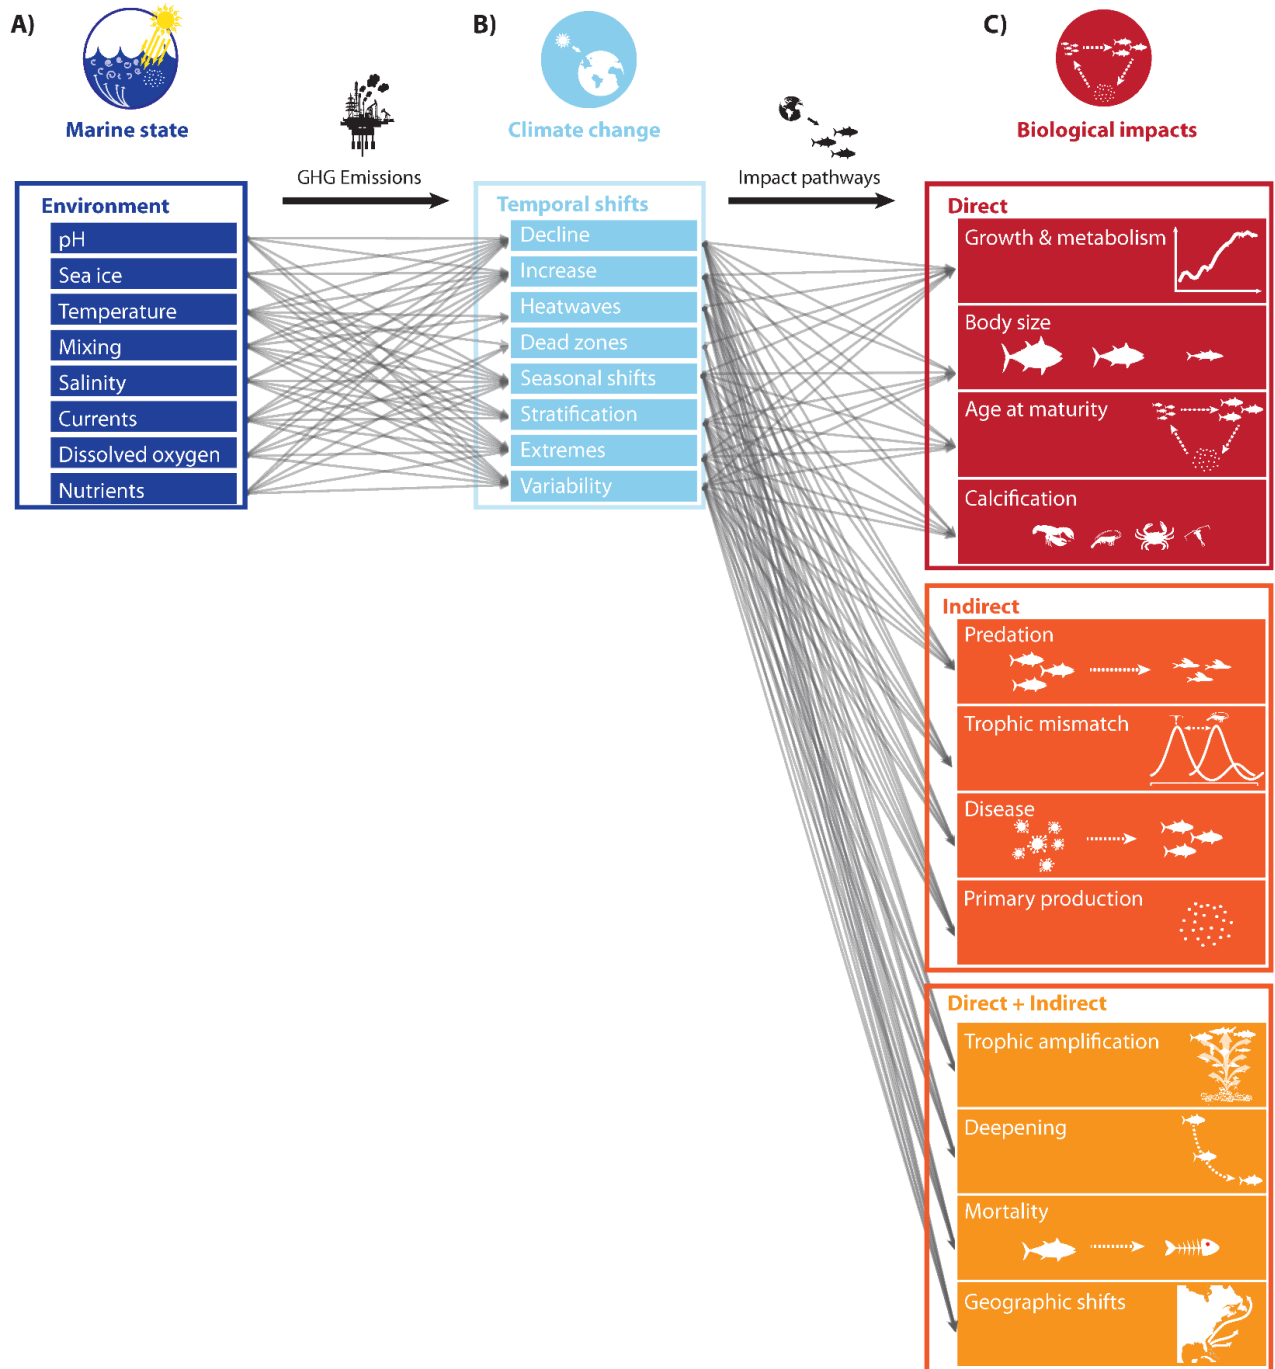 A)
Marine state
GHG Emissions
B)
Climate change
Impact pathways
C)
Biological impacts
Environment
pH
Sea ice
Temperature
Mixing
Salinity
Currents
Dissolved oxygen
Nutrients
Temporal shifts
Decline
Increase
Heatwaves
Dead zones
Seasonal shifts
Stratification
Extremes
Variability
Direct
Growth & metabolism
Body size
Age at maturity
Calcification
Indirect
Predation
Trophic mismatch
Disease
Primary production
Direct + Indirect
Trophic amplification
Deepening
Mortality
Geographic shifts